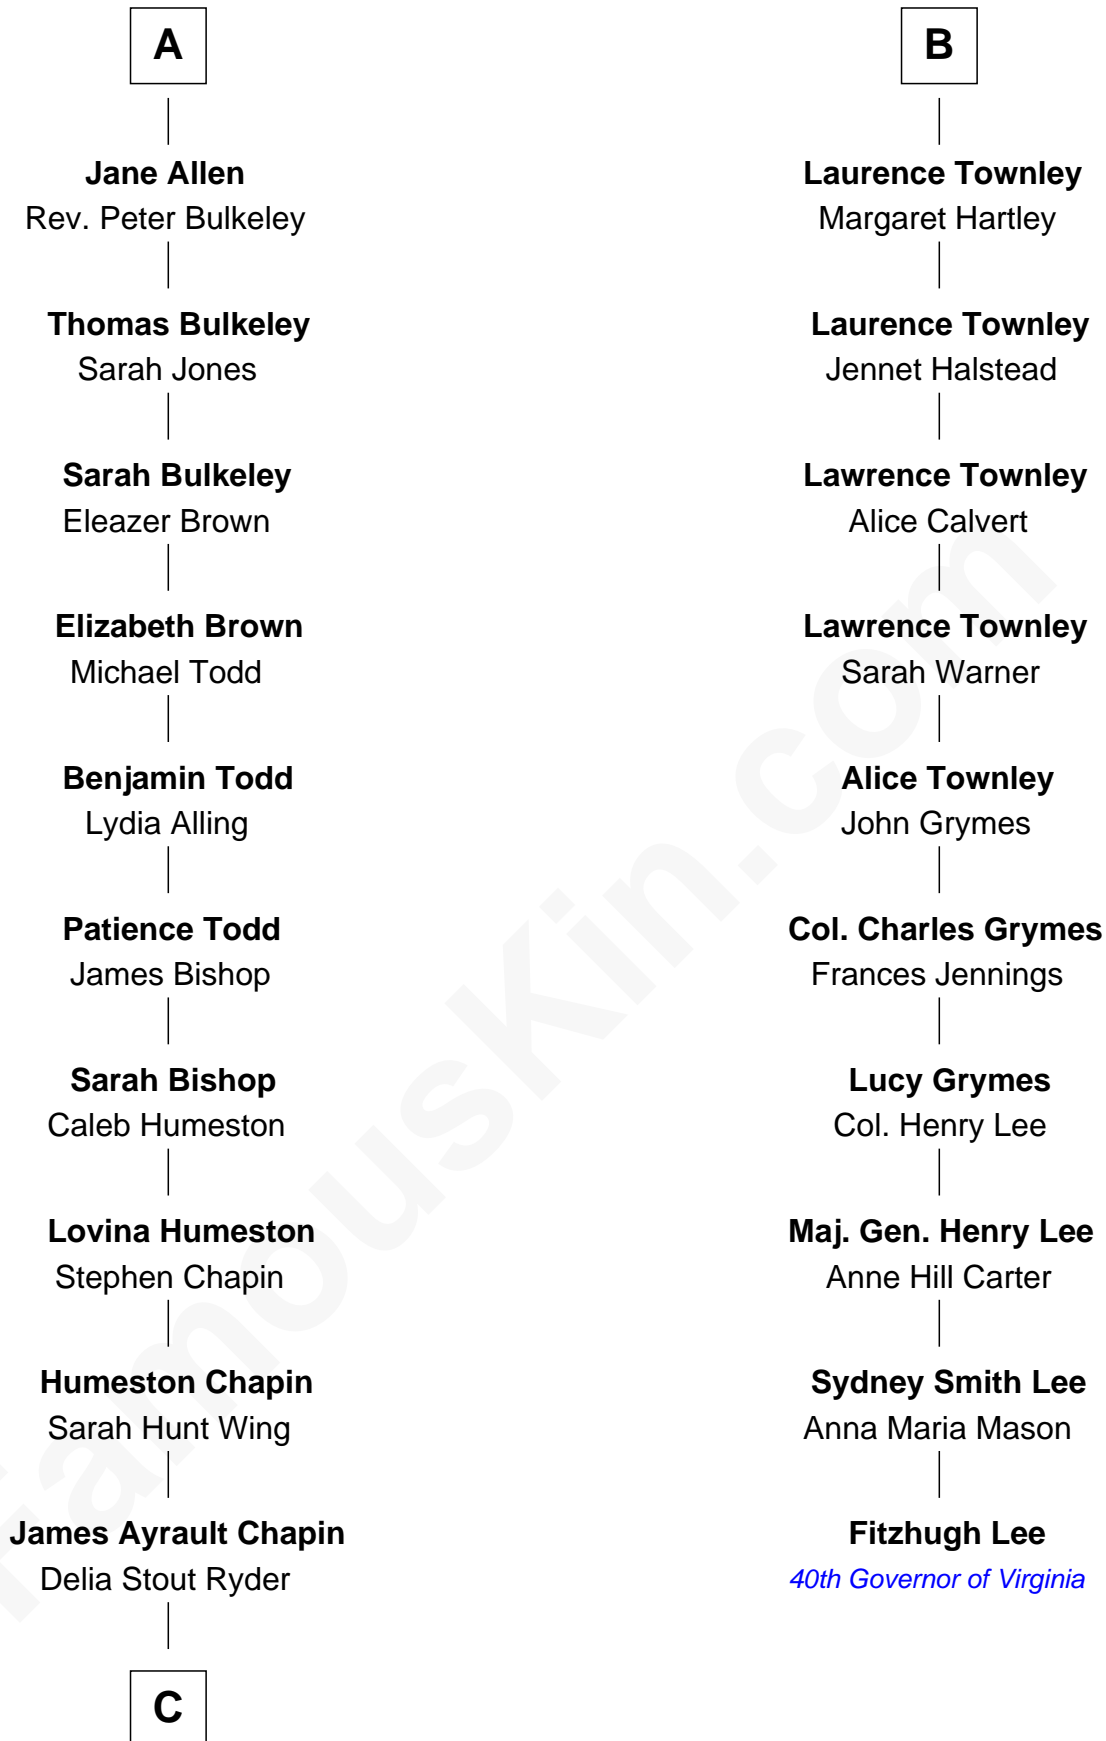 A
Jane Allen
Rev. Peter Bulkeley
Thomas Bulkeley
Sarah Jones
Sarah Bulkeley
Eleazer Brown
Elizabeth Brown
Michael Todd
Benjamin Todd
Lydia Alling
Patience Todd
James Bishop
Sarah Bishop
Caleb Humeston
Lovina Humeston
Stephen Chapin
Humeston Chapin
Sarah Hunt Wing
James Ayrault Chapin
Delia Stout Ryder
C
B
Laurence Townley
Margaret Hartley
Laurence Townley
Jennet Halstead
Lawrence Townley
Alice Calvert
Lawrence Townley
Sarah Warner
Alice Townley
John Grymes
Col. Charles Grymes
Frances Jennings
Lucy Grymes
Col. Henry Lee
Maj. Gen. Henry Lee
Anne Hill Carter
Sydney Smith Lee
Anna Maria Mason
Fitzhugh Lee
40th Governor of Virginia
FamousKin.com